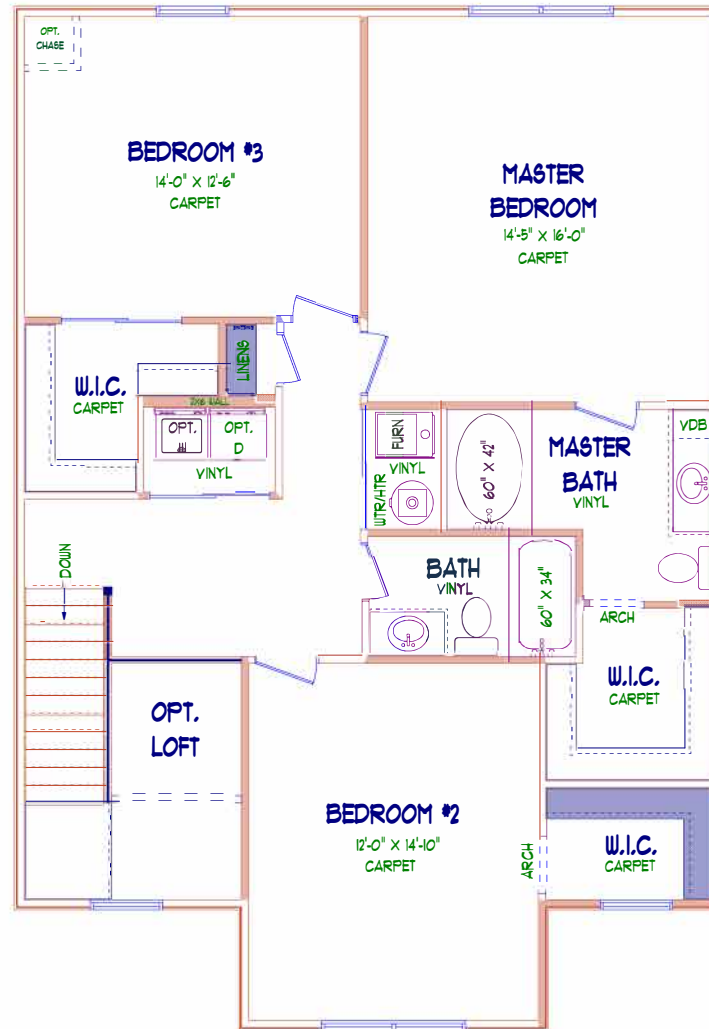 OPT.
CHASE
BEDROOM #3
14'-0" X 12'-6"
CARPET
MASTER
BEDROOM
14'-5" X 16'-0"
CARPET
LINENS
W.I.C.
CARPET
2X6 WALL
OPT.
OPT.
D
VINYL
FURN
VINYL
WTR/HTR
60" X 42"
MASTER
BATH
VINYL
VDB
DOWN
BATH
VINYL
60" X 34"
ARCH
W.I.C.
CARPET
OPT.
LOFT
BEDROOM #2
12'-0" X 14'-10"
CARPET
ARCH
W.I.C.
CARPET